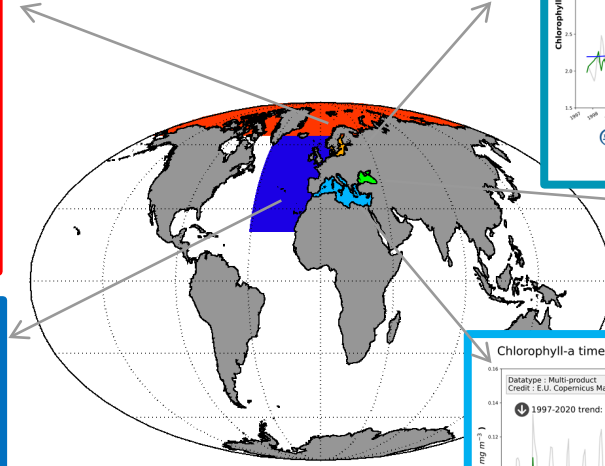 Chlorophyll
2.5
2.0
1.5
1997
1998
Chlorophyll-a time
0.16
Datatype : Multi-product
Credit : E.U. Copernicus Ma
0.14
1997-2020 trend:
0.12
mg m⁻³ )